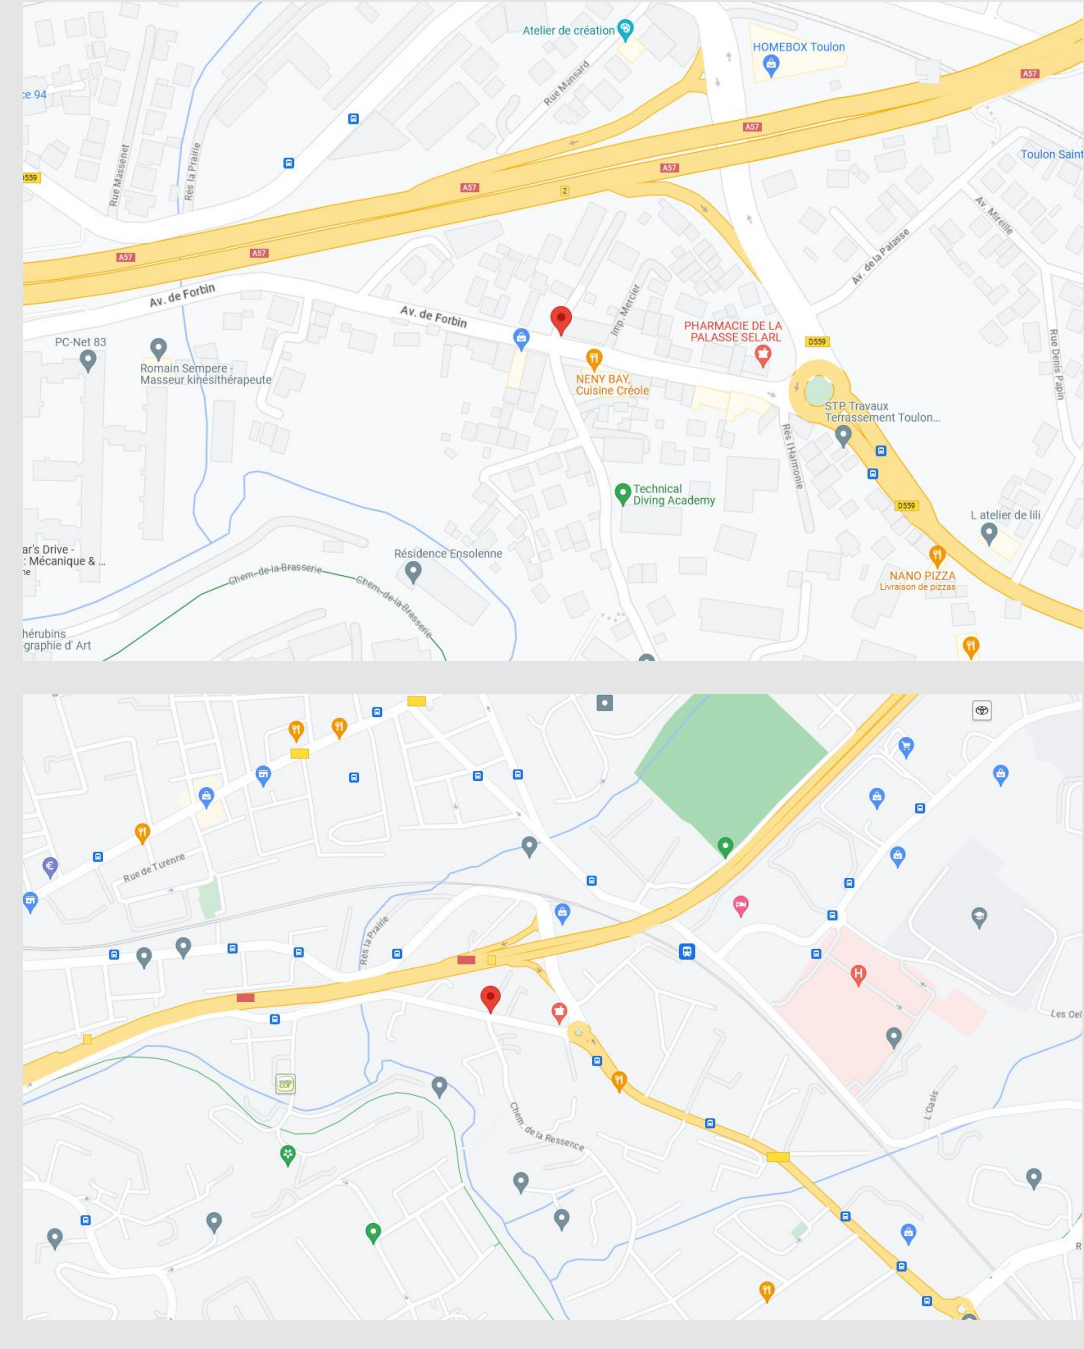 Atelier de création
HOMEBOX Toulon
A57
ce 94
Rue Mansard
A57
Rue Massenet
Rés la Prairie
A57
Toulon Saint
D559
A57
2
Av. Mireille
A57
A57
Av. de la Palasse
Av. de Forbin
Imp. Mercier
Av. de Forbin
PHARMACIE DE LA
PALASSE SELARL
D559
PC-Net 83
Rue Denis Papin
Romain Sempere -
Masseur kinésithérapeute
NENY BAY,
Cuisine Créole
STP Travaux
Terrassement Toulon...
Rés l'Harmonie
Technical
Diving Academy
D559
L atelier de lili
ar's Drive -
: Mécanique & ...
ne
Résidence Ensolenne
Chem. de la Brasserie
Chem. de la Brasserie
NANO PIZZA
Livraison de pizzas
hérubins
graphie d' Art
Rue de Turenne
€
Rés la Prairie
H
Les Oel
L'Oasis
Chem. de la Ressence
R